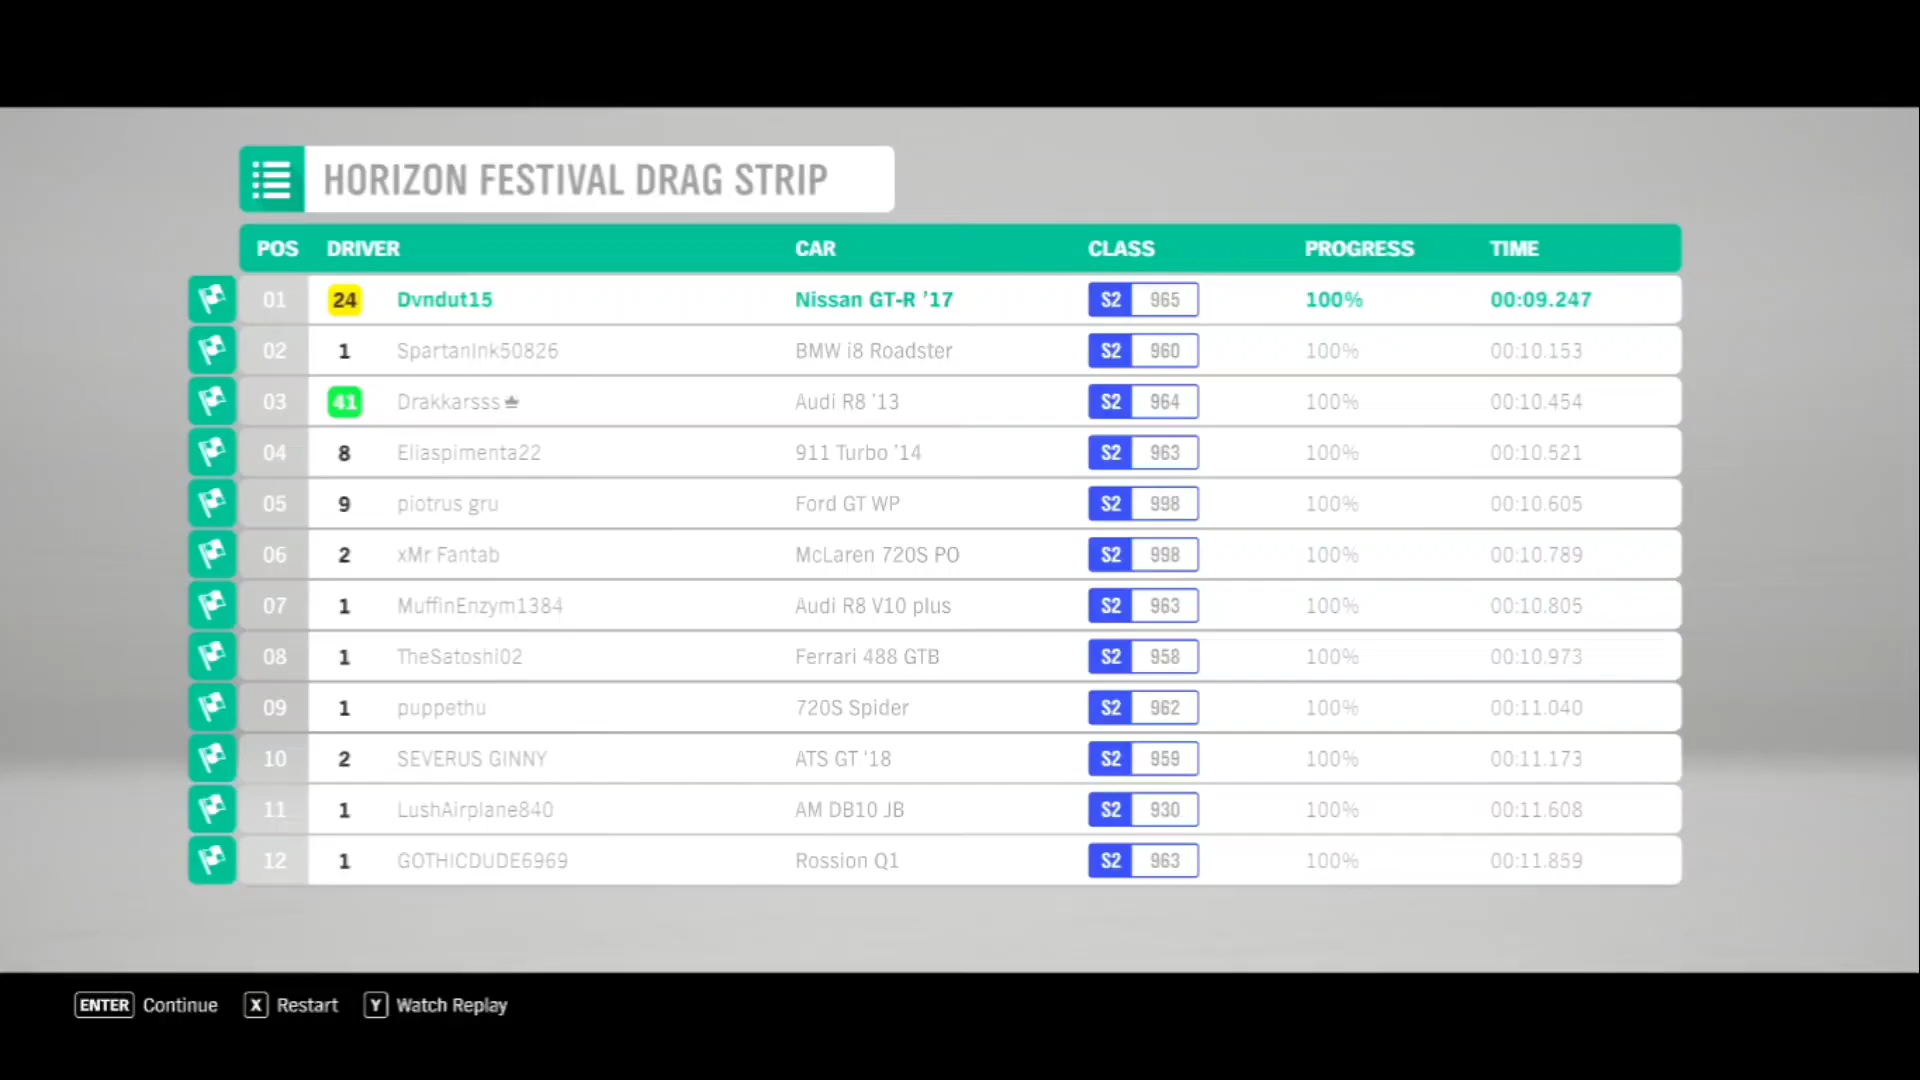 HORIZON FESTIVAL DRAG STRIP
POS DRIVER CAR CLASS PROGRESS TIME
01 24 Dvndut15 Nissan GT-R '17 S2 965 100% 00:09.247
02 1 SpartanInk50826 BMW i8 Roadster S2 960 100% 00:10.153
03 41 Drakkarsss Audi R8 '13 S2 964 100% 00:10.454
04 8 Eliaspimenta22 911 Turbo '14 S2 963 100% 00:10.521
05 9 piotrus gru Ford GT WP S2 998 100% 00:10.605
06 2 xMr Fantab McLaren 720S PO S2 998 100% 00:10.789
07 1 MuffinEnzym1384 Audi R8 V10 plus S2 963 100% 00:10.805
08 1 TheSatoshi02 Ferrari 488 GTB S2 958 100% 00:10.973
09 1 puppethu 720S Spider S2 962 100% 00:11.040
10 2 SEVERUS GINNY ATS GT '18 S2 959 100% 00:11.173
11 1 LushAirplane840 AM DB10 JB S2 930 100% 00:11.608
12 1 GOTHICDUDE6969 Rossion Q1 S2 963 100% 00:11.859
ENTER Continue X Restart Y Watch Replay